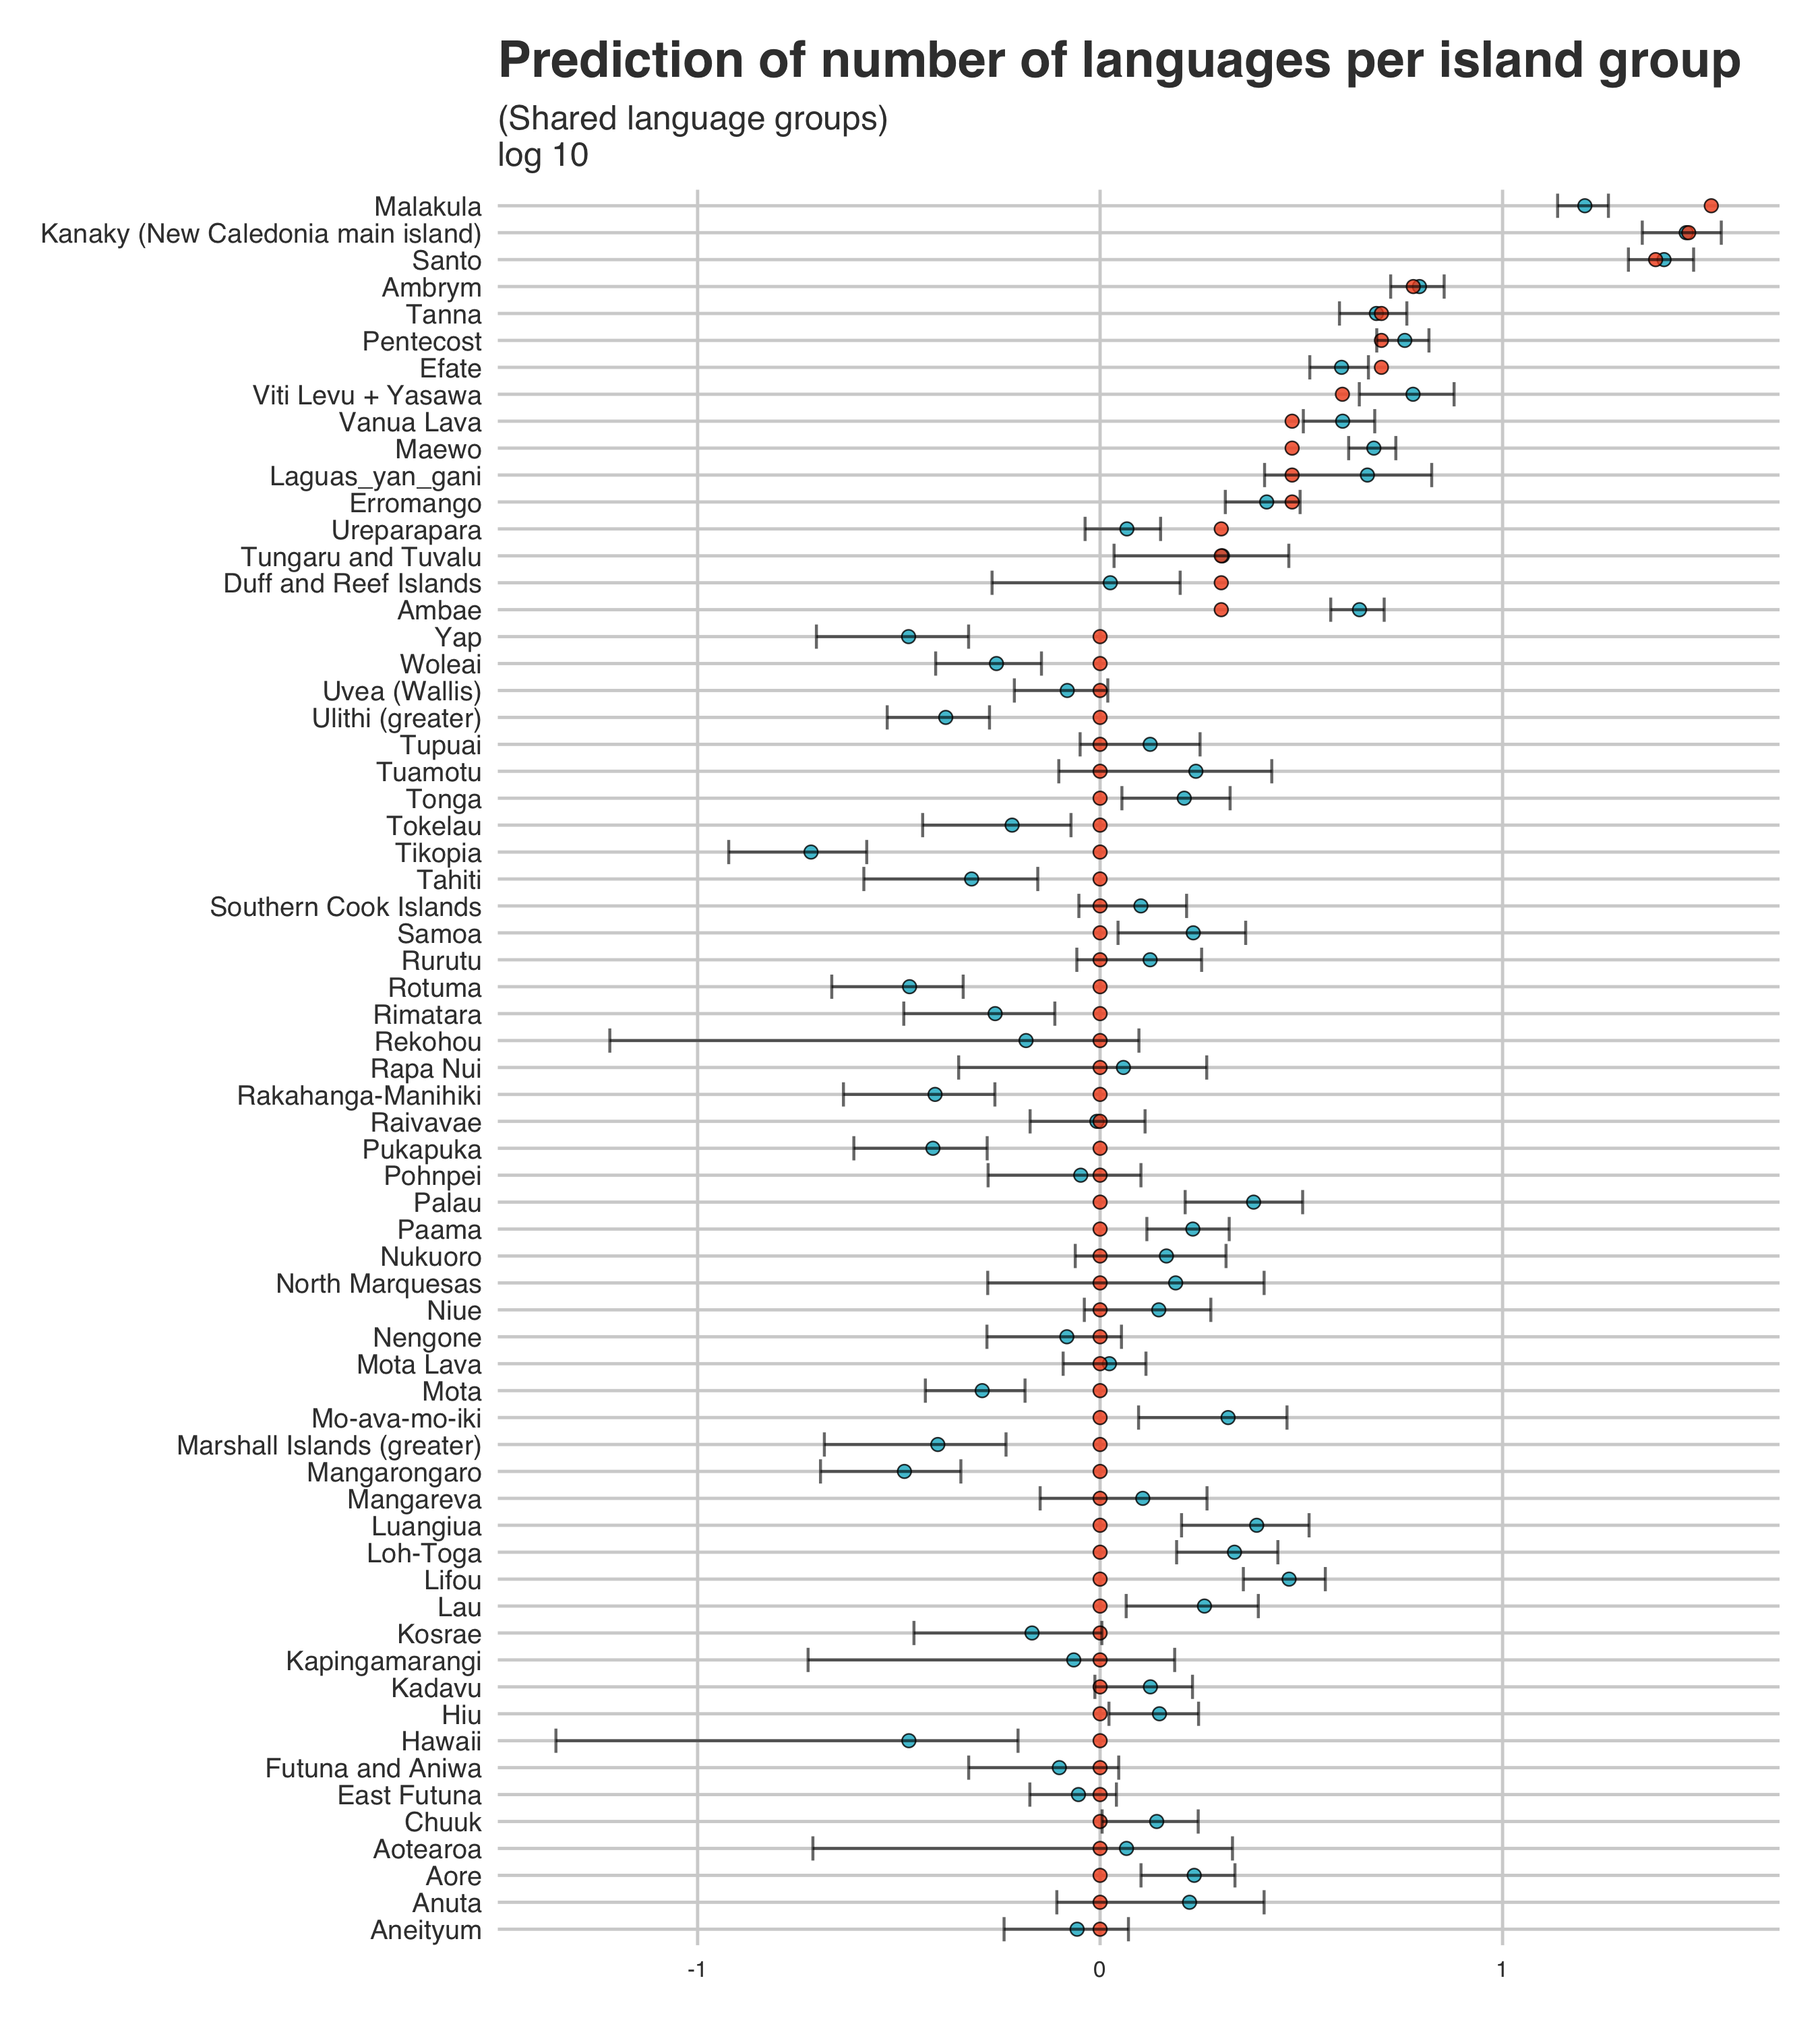 Prediction of number of languages per island group
(Shared language groups)
log 10
Malakula
Kanaky (New Caledonia main island)
Santo
Ambrym
Tanna
Pentecost
Efate
Viti Levu + Yasawa
Vanua Lava
Maewo
Laguas_yan_gani
Erromango
Ureparapara
Tungaru and Tuvalu
Duff and Reef Islands
Ambae
Yap
Woleai
Uvea (Wallis)
Ulithi (greater)
Tupuai
Tuamotu
Tonga
Tokelau
Tikopia
Tahiti
Southern Cook Islands
Samoa
Rurutu
Rotuma
Rimatara
Rekohou
Rapa Nui
Rakahanga-Manihiki
Raivavae
Pukapuka
Pohnpei
Palau
Paama
Nukuoro
North Marquesas
Niue
Nengone
Mota Lava
Mota
Mo-ava-mo-iki
Marshall Islands (greater)
Mangarongaro
Mangareva
Luangiua
Loh-Toga
Lifou
Lau
Kosrae
Kapingamarangi
Kadavu
Hiu
Hawaii
Futuna and Aniwa
East Futuna
Chuuk
Aotearoa
Aore
Anuta
Aneityum
-1 0 1